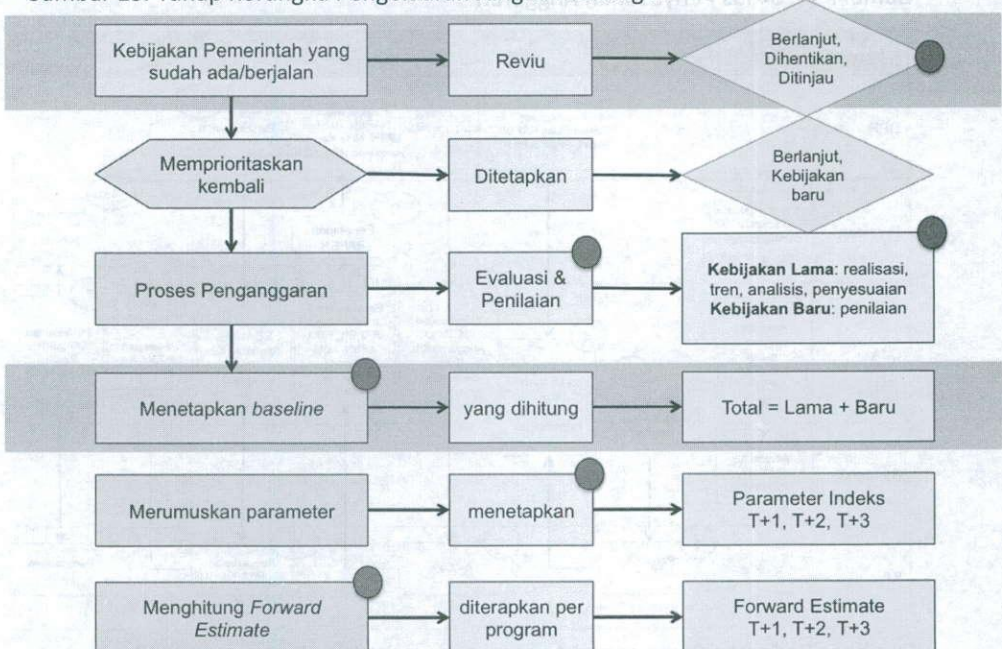 Kebijakan Pemerintah yang
sudah ada/berjalan
Reviu
Berlanjut,
Dihentikan,
Ditinjau
Memprioritaskan
kembali
Ditetapkan
Berlanjut,
Kebijakan
baru
Proses Penganggaran
Evaluasi &
Penilaian
Kebijakan Lama: realisasi,
tren, analisis, penyesuaian
Kebijakan Baru: penilaian
Menetapkan baseline
yang dihitung
Total = Lama + Baru
Merumuskan parameter
menetapkan
Parameter Indeks
T+1, T+2, T+3
Menghitung Forward
Estimate
diterapkan per
program
Forward Estimate
T+1, T+2, T+3